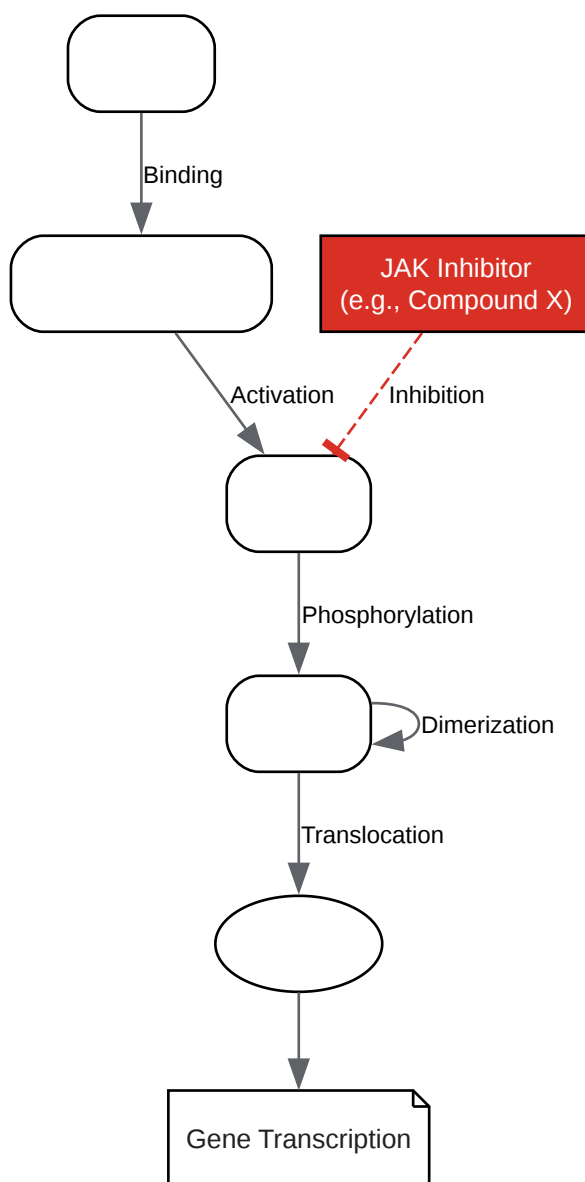 Binding
JAK Inhibitor
(e.g., Compound X)
Activation
Inhibition
Phosphorylation
Dimerization
Translocation
Gene Transcription